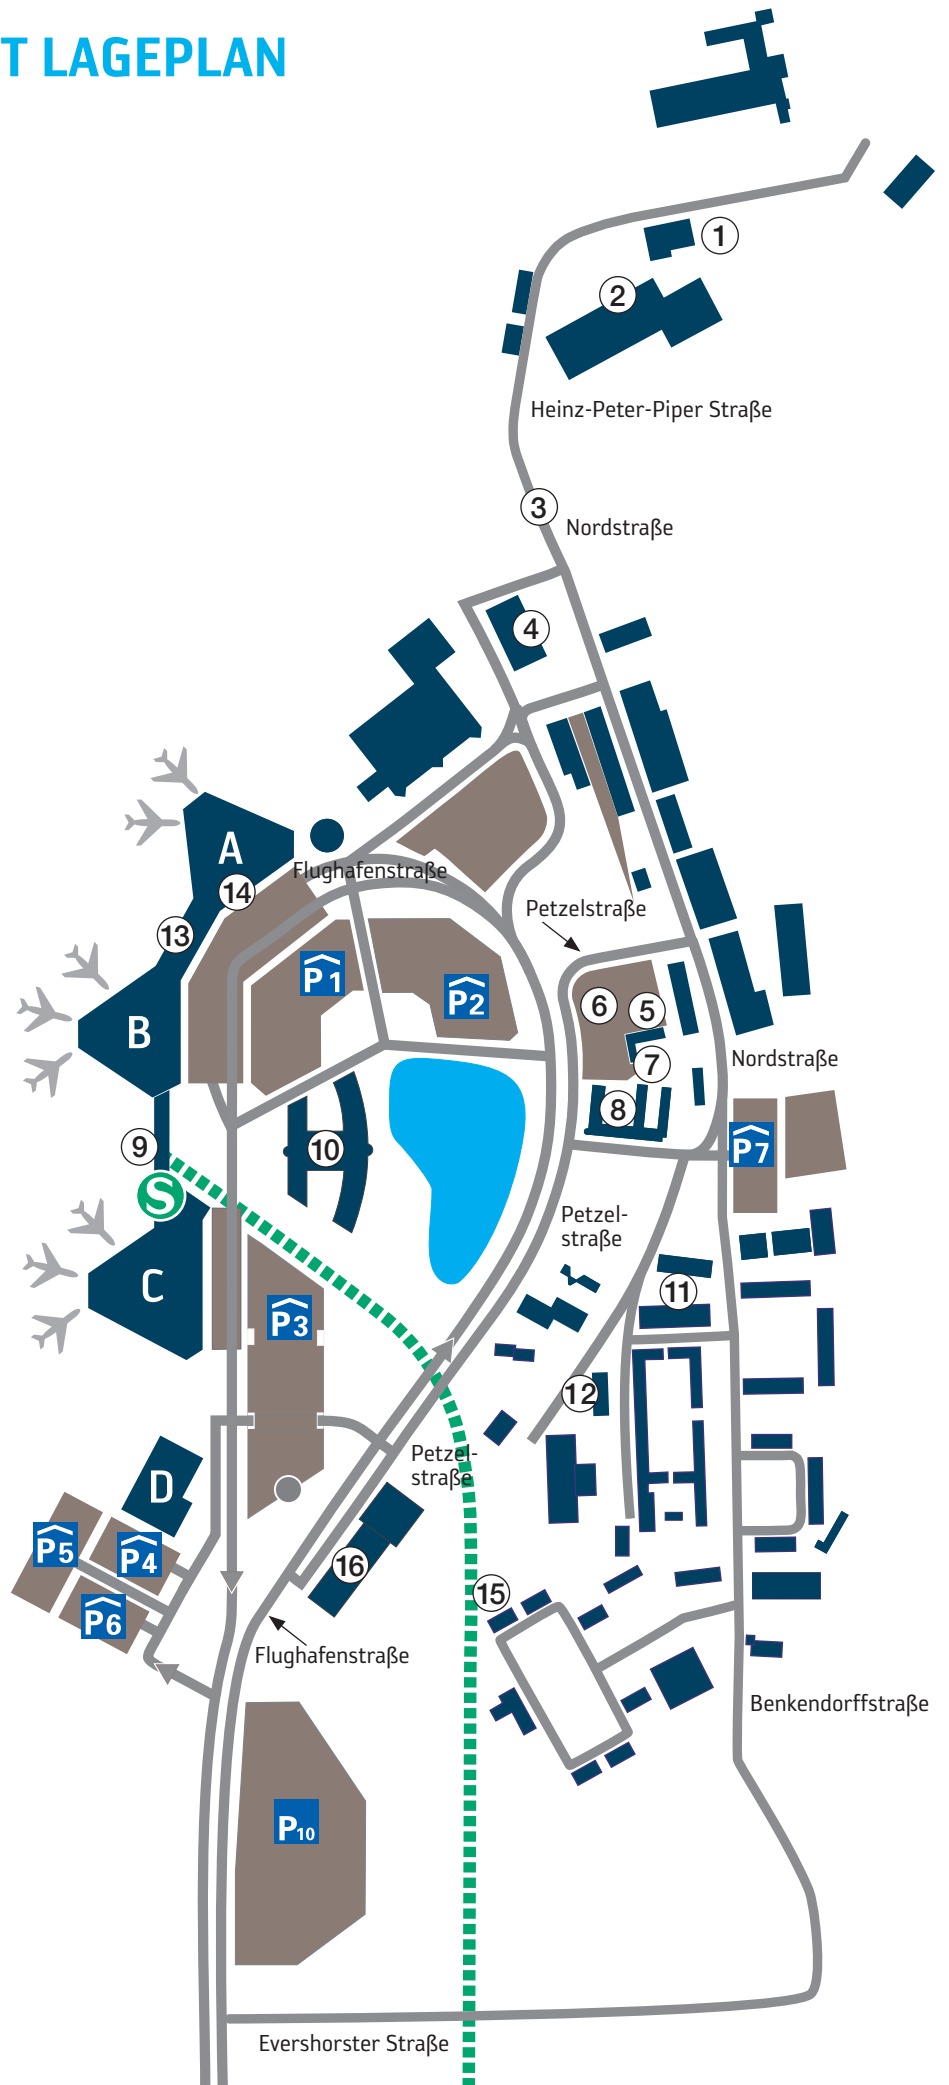 T LAGEPLAN
1
2
Heinz-Peter-Piper Straße
3
Nordstraße
4
A
14
Flughafenstraße
13
Petzelstraße
P1
P2
6
5
B
7
Nordstraße
8
9
10
P7
S
Petzel-
straße
C
11
P3
12
Petzel-
straße
D
P5
P4
16
P6
15
Flughafenstraße
Benkendorffstraße
P10
Evershorster Straße